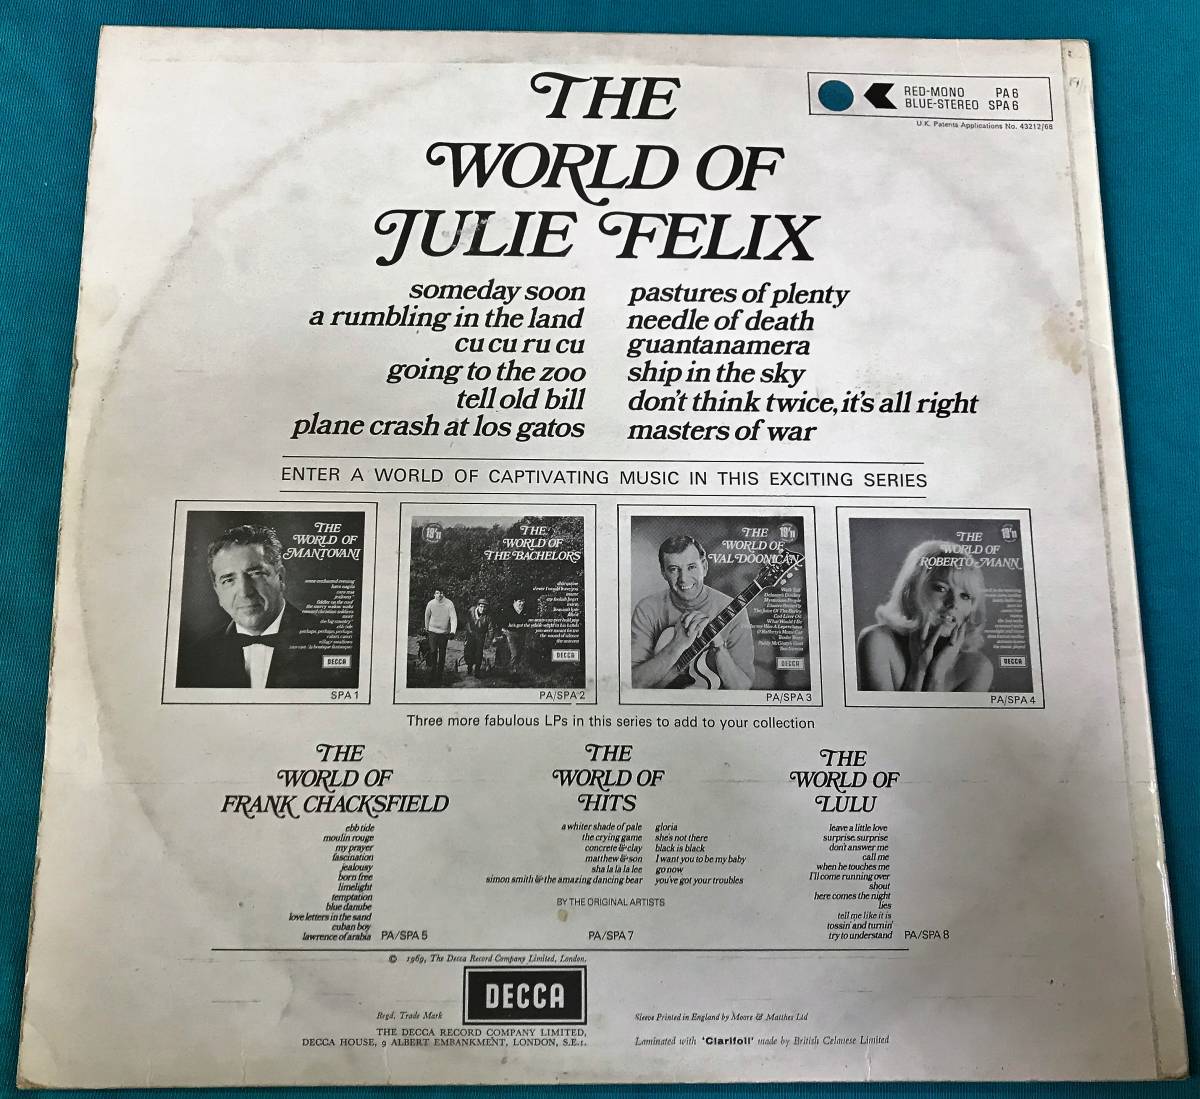 THE
WORLD OF
JULIE FELIX
RED-MONO PA 6
BLUE-STEREO SPA 6
U.K. Patents Applications No. 43212/68
someday soon
a rumbling in the land
cu cu ru cu
going to the zoo
tell old bill
plane crash at los gatos
pastures of plenty
needle of death
guantanamera
ship in the sky
don't think twice, it's all right
masters of war
ENTER A WORLD OF CAPTIVATING MUSIC IN THIS EXCITING SERIES
THE
WORLD OF
MANTOVANI
DECCA
SPA 1
THE
WORLD OF
THE BACHELORS
DECCA
PA/SPA 2
THE
WORLD OF
VAL DOONICAN
DECCA
PA/SPA 3
THE
WORLD OF
ROBERTO MANN
DECCA
PA/SPA 4
Three more fabulous LPs in this series to add to your collection
THE
WORLD OF
FRANK CHACKSFIELD
ebb tide
moulin rouge
my prayer
fascination
jealousy
born free
limelight
temptation
blue danube
love letters in the sand
cuban boy
lawrence of arabia PA/SPA 5
THE
WORLD OF
HITS
a whiter shade of pale
the crying game
concrete & clay
matthew & son
sha la la la lee
simon smith & the amazing dancing bear
gloria
she's not there
black is black
I want you to be my baby
go now
you've got your troubles
BY THE ORIGINAL ARTISTS
PA/SPA 7
THE
WORLD OF
LULU
leave a little love
surprise surprise
don't answer me
call me
when he touches me
I'll come running over
shout
here comes the night
lies
tell me like it is
tossin' and turnin'
try to understand PA/SPA 8
© 1969, The Decca Record Company Limited, London.
DECCA
Regd. Trade Mark
THE DECCA RECORD COMPANY LIMITED,
DECCA HOUSE, 9 ALBERT EMBANKMENT, LONDON, S.E.1.
Sleeve Printed in England by Moore & Matthes Ltd
Laminated with 'Clarifoil' made by British Celanese Limited